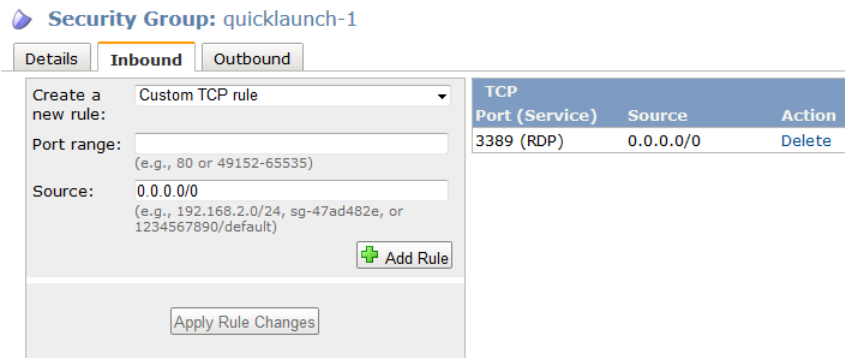 Security Group: quicklaunch-1
Details Inbound Outbound
Create a new rule:
Custom TCP rule
Port range:
(e.g., 80 or 49152-65535)
Source:
0.0.0.0/0
(e.g., 192.168.2.0/24, sg-47ad482e, or
1234567890/default)
Add Rule
Apply Rule Changes
TCP
Port (Service) Source Action
3389 (RDP) 0.0.0.0/0 Delete